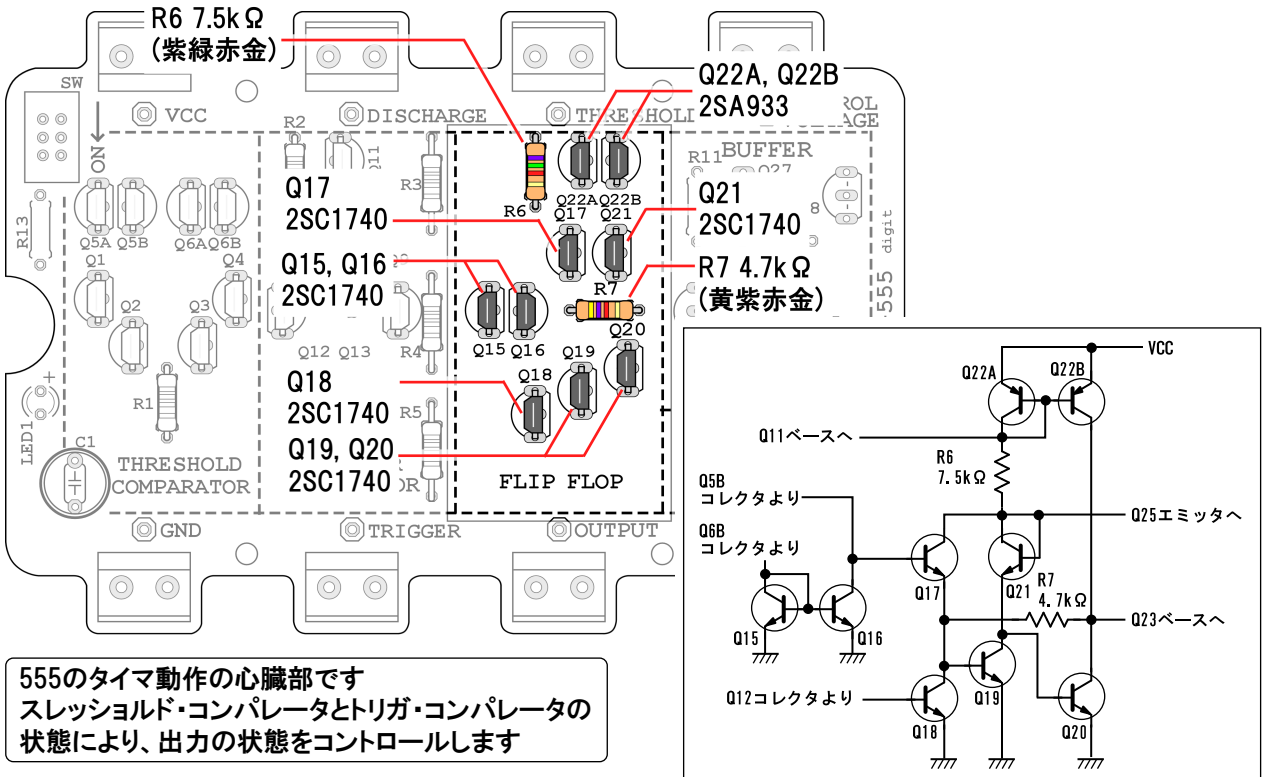 R6 7.5kΩ
(紫緑赤金)
Q22A, Q22B
2SA933
SW
ON
VCC
DISCHARGE
THRESHOLD
ROL
AGE
R2
Q11
R3
R6
Q22A Q22B
R11
BUFFER
Q27
8
Q17
2SC1740
Q17
Q21
Q21
2SC1740
R13
Q5A Q5B
Q6A Q6B
digit
-555
Q1
Q4
Q15, Q16
2SC1740
R7
R7 4.7kΩ
(黄紫赤金)
Q2
Q3
Q12
Q13
R4
Q15
Q16
Q19
Q20
Q18
Q18
2SC1740
R1
LED1
+
R5
Q19, Q20
2SC1740
C1
THRESHOLD
COMPARATOR
OR
FLIP FLOP
GND
TRIGGER
OUTPUT
VCC
Q22A
Q22B
Q11ベースへ
R6
7.5kΩ
Q5B
コレクタより
Q25エミッタへ
Q6B
コレクタより
Q17
Q21
R7
4.7kΩ
Q23ベースへ
Q15
Q16
Q12コレクタより
Q19
Q18
Q20
555のタイマ動作の心臓部です
スレッショルド・コンパレータとトリガ・コンパレータの
状態により、出力の状態をコントロールします